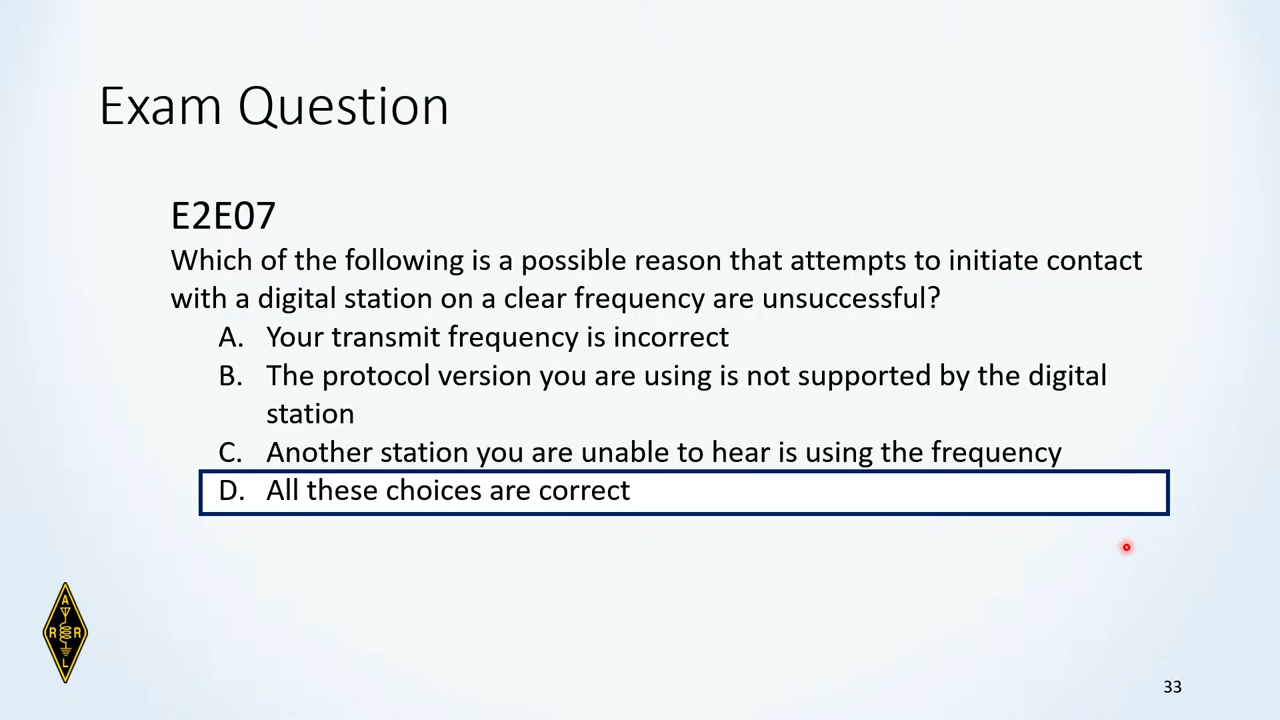 Exam Question
E2E07
Which of the following is a possible reason that attempts to initiate contact
with a digital station on a clear frequency are unsuccessful?
A. Your transmit frequency is incorrect
B. The protocol version you are using is not supported by the digital
station
C. Another station you are unable to hear is using the frequency
D. All these choices are correct
A
R R
L
33